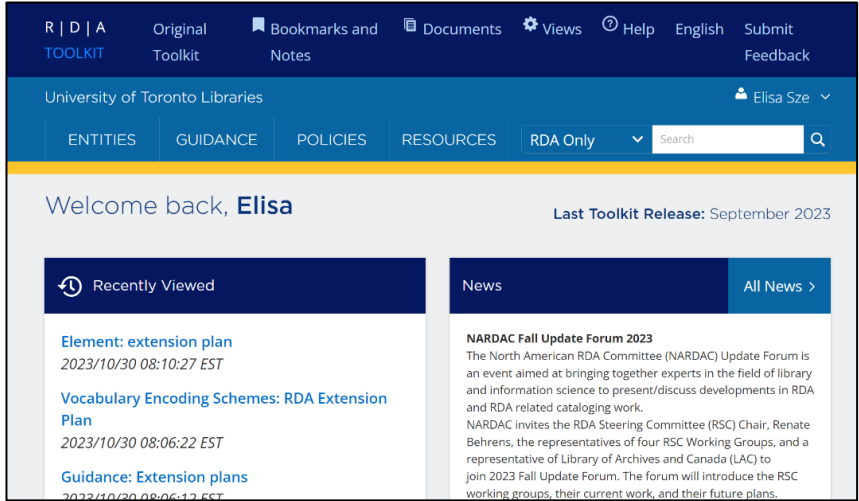 R | D | A
TOOLKIT
Original
Toolkit
Bookmarks and
Notes
Documents
Views
Help
English
Submit
Feedback
University of Toronto Libraries
Elisa Sze
ENTITIES
GUIDANCE
POLICIES
RESOURCES
RDA Only
Search
Welcome back, Elisa
Last Toolkit Release: September 2023
Recently Viewed
Element: extension plan
2023/10/30 08:10:27 EST
Vocabulary Encoding Schemes: RDA Extension
Plan
2023/10/30 08:06:22 EST
Guidance: Extension plans
2023/10/30 08:06:12 EST
News
All News >
NARDAC Fall Update Forum 2023
The North American RDA Committee (NARDAC) Update Forum is
an event aimed at bringing together experts in the field of library
and information science to present/discuss developments in RDA
and RDA related cataloging work.
NARDAC invites the RDA Steering Committee (RSC) Chair, Renate
Behrens, the representatives of four RSC Working Groups, and a
representative of Library of Archives and Canada (LAC) to
join 2023 Fall Update Forum. The forum will introduce the RSC
working groups, their current work, and their future plans.